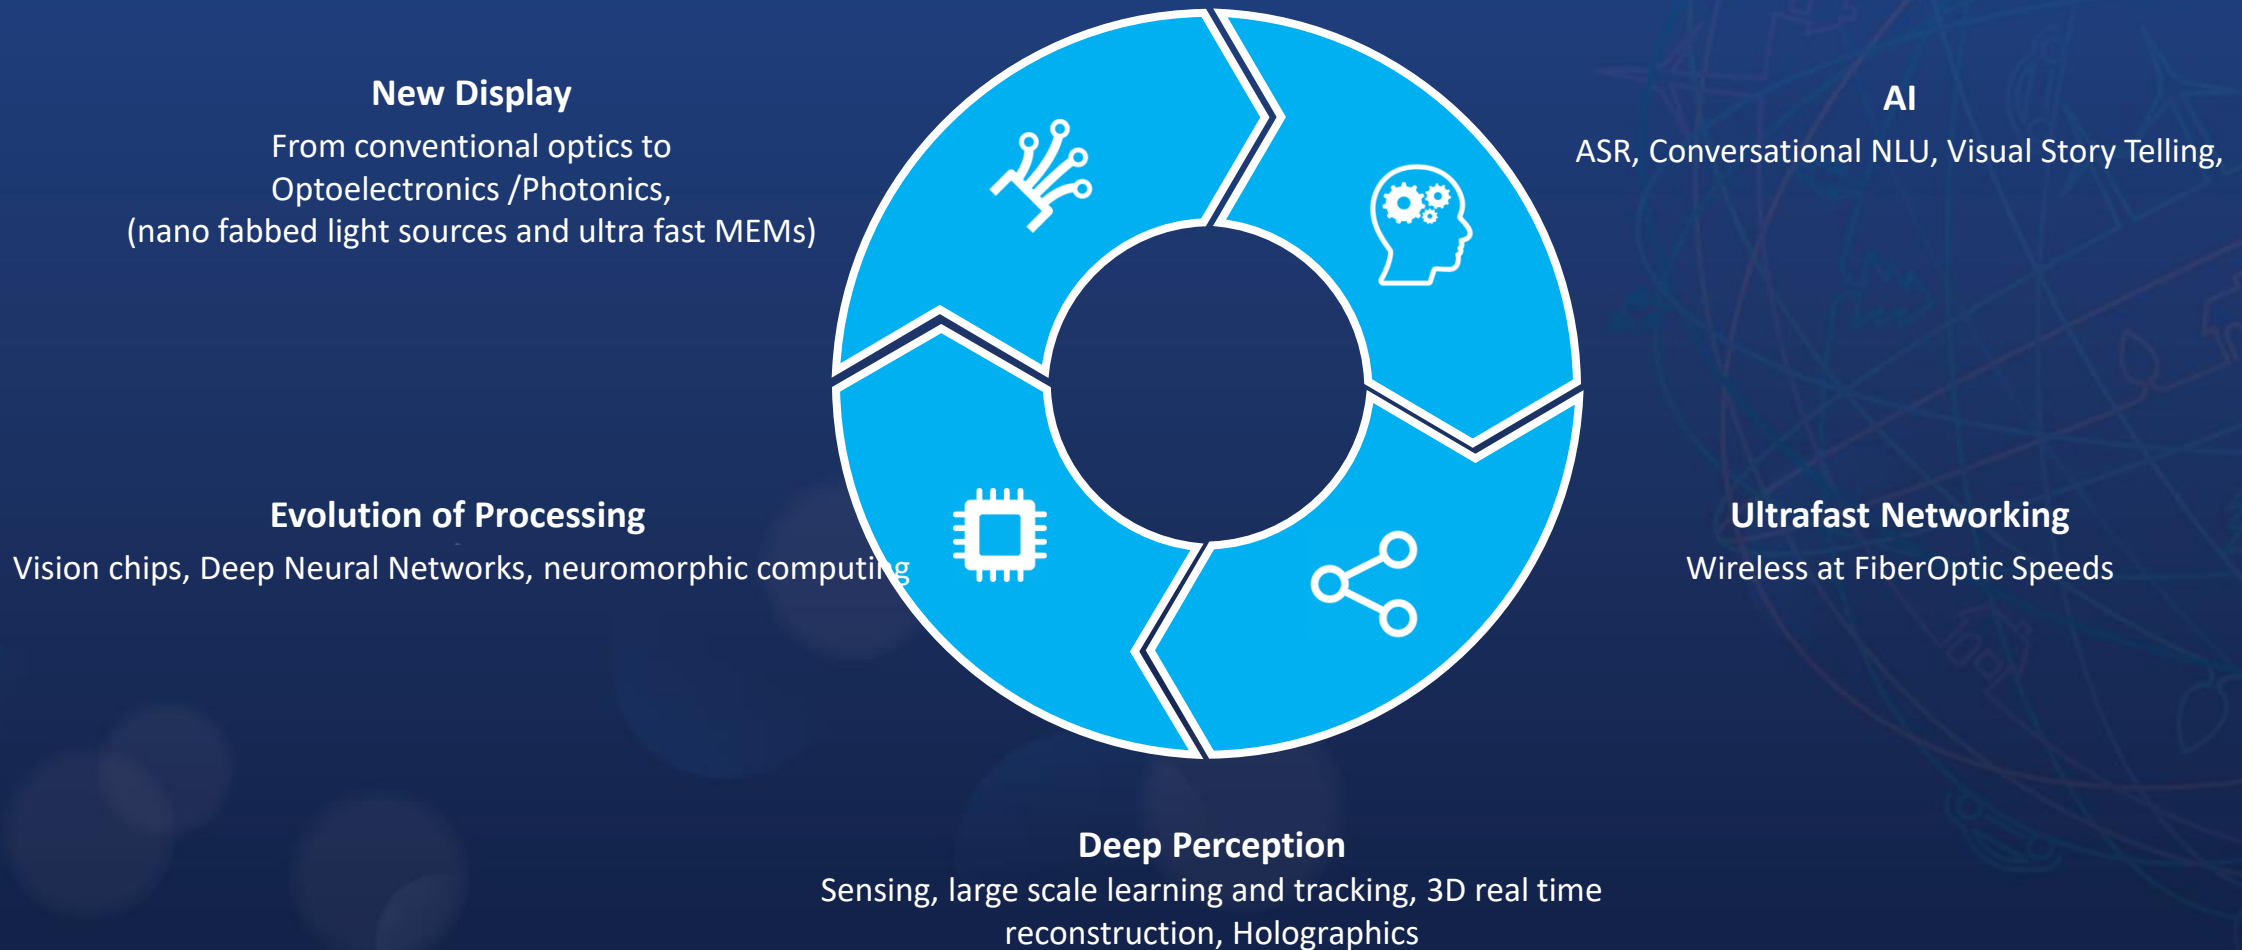 New Display
From conventional optics to
Optoelectronics /Photonics,
(nano fabbed light sources and ultra fast MEMs)
AI
ASR, Conversational NLU, Visual Story Telling,
Evolution of Processing
Vision chips, Deep Neural Networks, neuromorphic computing
Ultrafast Networking
Wireless at FiberOptic Speeds
Deep Perception
Sensing, large scale learning and tracking, 3D real time
reconstruction, Holographics